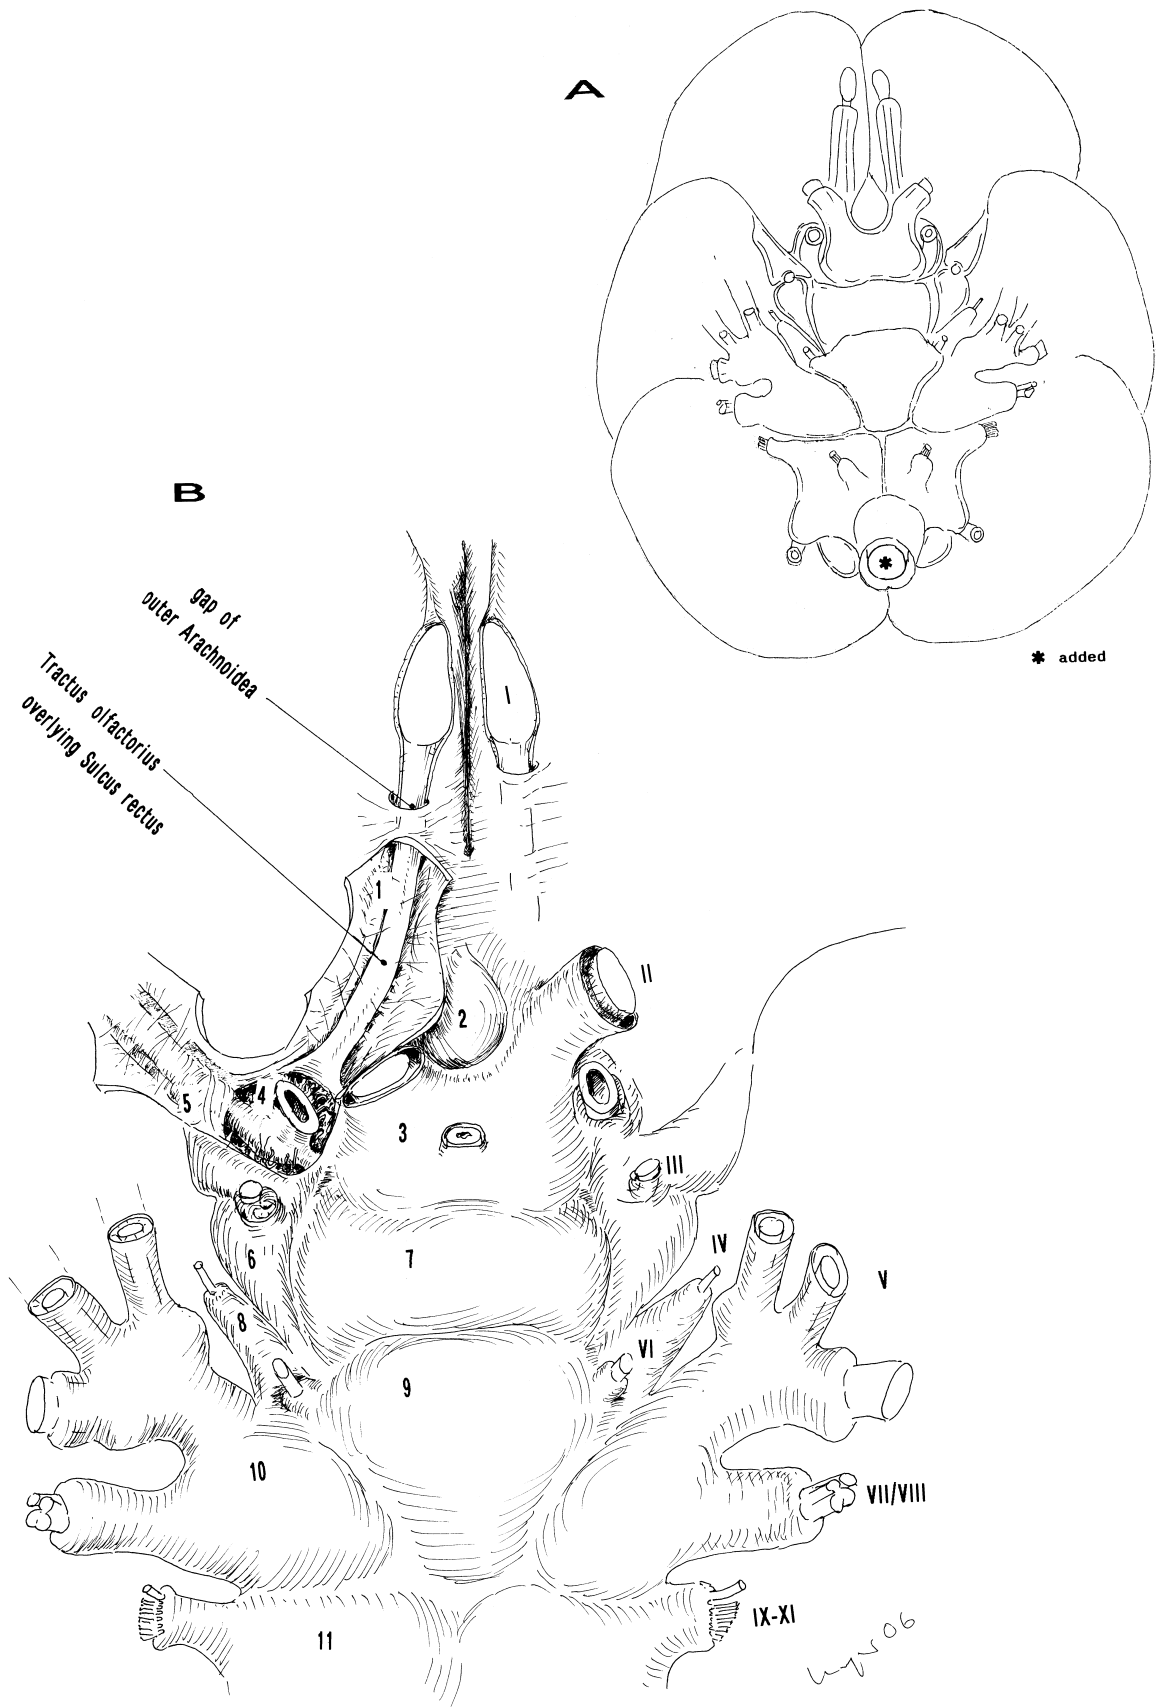 A
✱
✱ added
B
gap of
outer Arachnoidea
Tractus olfactorius
overlying Sulcus rectus
I
1
II
2
4
5
3
III
6
7
IV
V
8
VI
9
10
VII/VIII
IX-XI
11
06